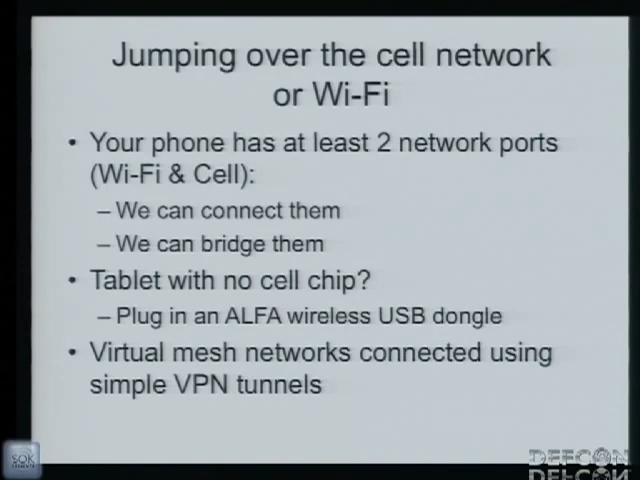 Jumping over the cell network
or Wi-Fi
• Your phone has at least 2 network ports
(Wi-Fi & Cell):
– We can connect them
– We can bridge them
• Tablet with no cell chip?
– Plug in an ALFA wireless USB dongle
• Virtual mesh networks connected using
simple VPN tunnels
SOK
DEFCON
DEFCON